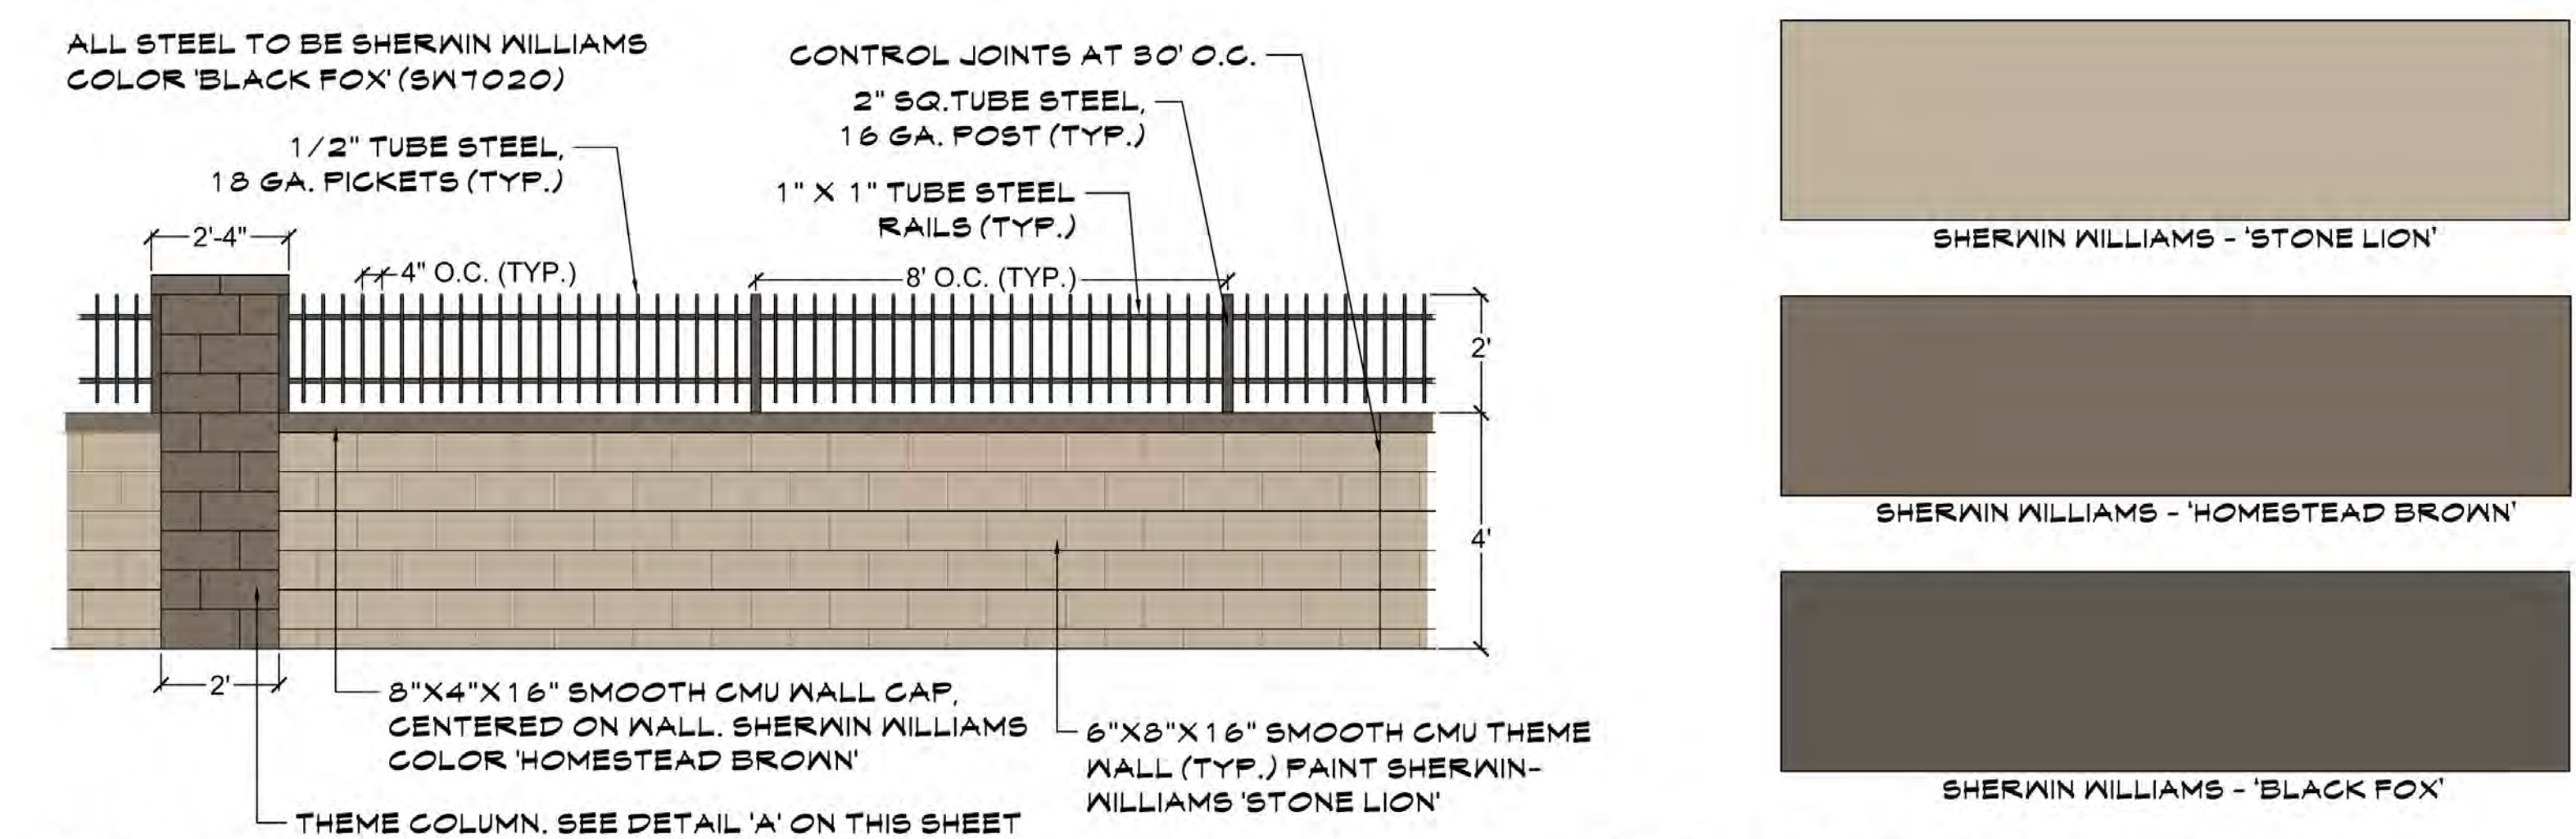 ALL STEEL TO BE SHERWIN WILLIAMS
COLOR 'BLACK FOX' (SW7020)
CONTROL JOINTS AT 30' O.C.
2" SQ.TUBE STEEL,
16 GA. POST (TYP.)
1/2" TUBE STEEL,
18 GA. PICKETS (TYP.)
1" X 1" TUBE STEEL
RAILS (TYP.)
2'-4"
4" O.C. (TYP.)
8' O.C. (TYP.)
2'
4'
2'
8"X4"X16" SMOOTH CMU WALL CAP,
CENTERED ON WALL. SHERWIN WILLIAMS
COLOR 'HOMESTEAD BROWN'
6"X8"X16" SMOOTH CMU THEME
WALL (TYP.) PAINT SHERWIN-
WILLIAMS 'STONE LION'
THEME COLUMN. SEE DETAIL 'A' ON THIS SHEET
SHERWIN WILLIAMS - 'STONE LION'
SHERWIN WILLIAMS - 'HOMESTEAD BROWN'
SHERWIN WILLIAMS - 'BLACK FOX'